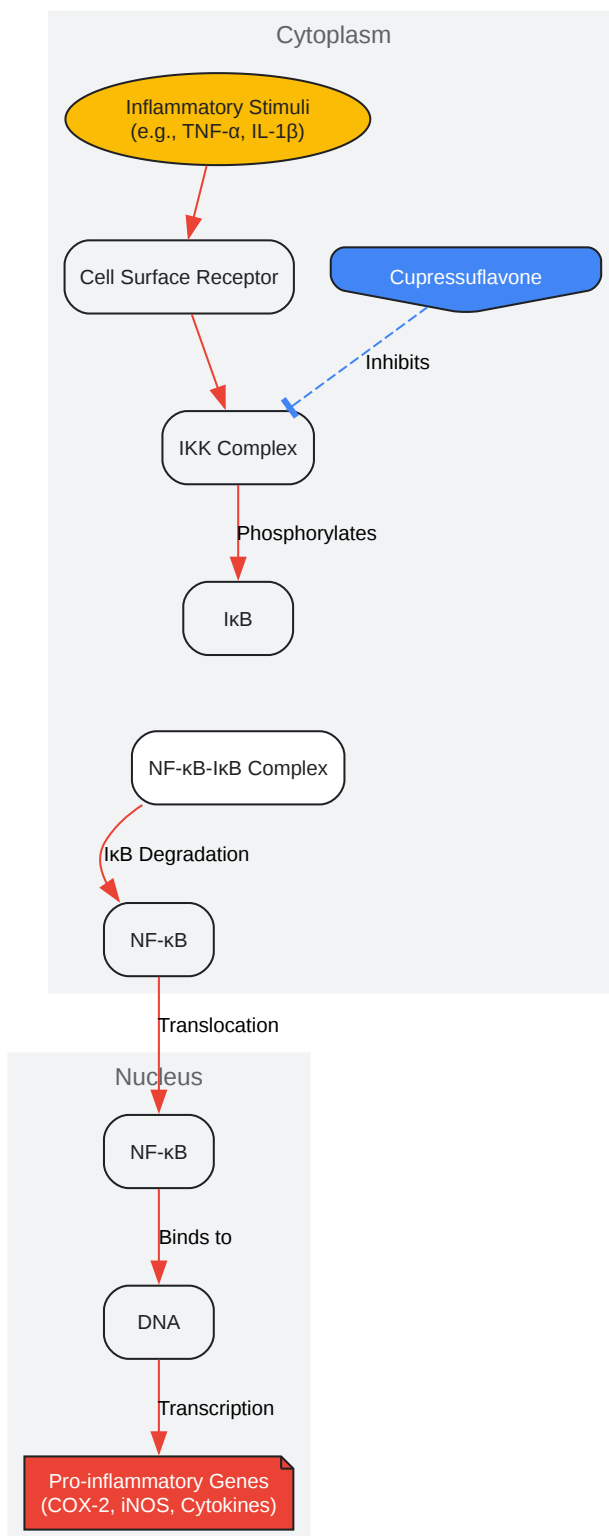 Cytoplasm
Inflammatory Stimuli
(e.g., TNF-α, IL-1β)
Cell Surface Receptor
Cupressuflavone
Inhibits
IKK Complex
Phosphorylates
IκB
NF-κB-IκB Complex
IκB Degradation
NF-κB
Translocation
Nucleus
NF-κB
Binds to
DNA
Transcription
Pro-inflammatory Genes
(COX-2, iNOS, Cytokines)